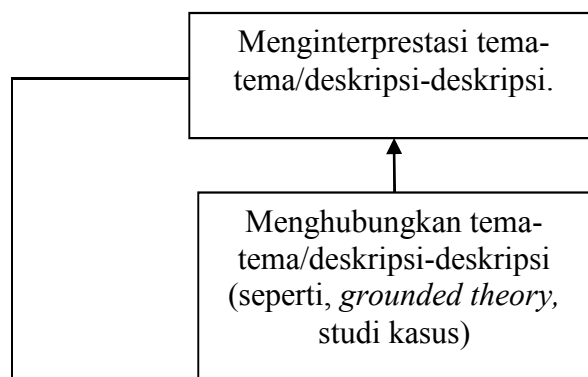 Menginterprestasi tema-
tema/deskripsi-deskripsi.
Menghubungkan tema-
tema/deskripsi-deskripsi
(seperti, grounded theory,
studi kasus)